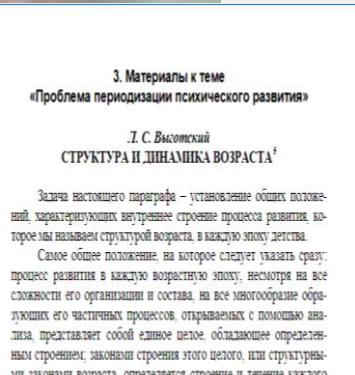 3. Материалы к теме
«Проблема периодизации психического развития»
Л. С. Выготский
СТРУКТУРА И ДИНАМИКА ВОЗРАСТА⁵
Задача настоящего параграфа – установление общих положе-
ний, характеризующих внутреннее строение процесса развития, ко-
торое мы называем структурой возраста, в каждую эпоху детства.
Самое общее положение, на которое следует указать сразу:
процесс развития в каждую возрастную эпоху, несмотря на все
сложности его организации и состава, на все многообразие обра-
зующих его частичных процессов, открываемых с помощью ана-
лиза, представляет собой единое целое, обладающее определен-
ным строением; законами строения этого целого, или структурны-
ми законами возраста, определяется строение и течение каждого